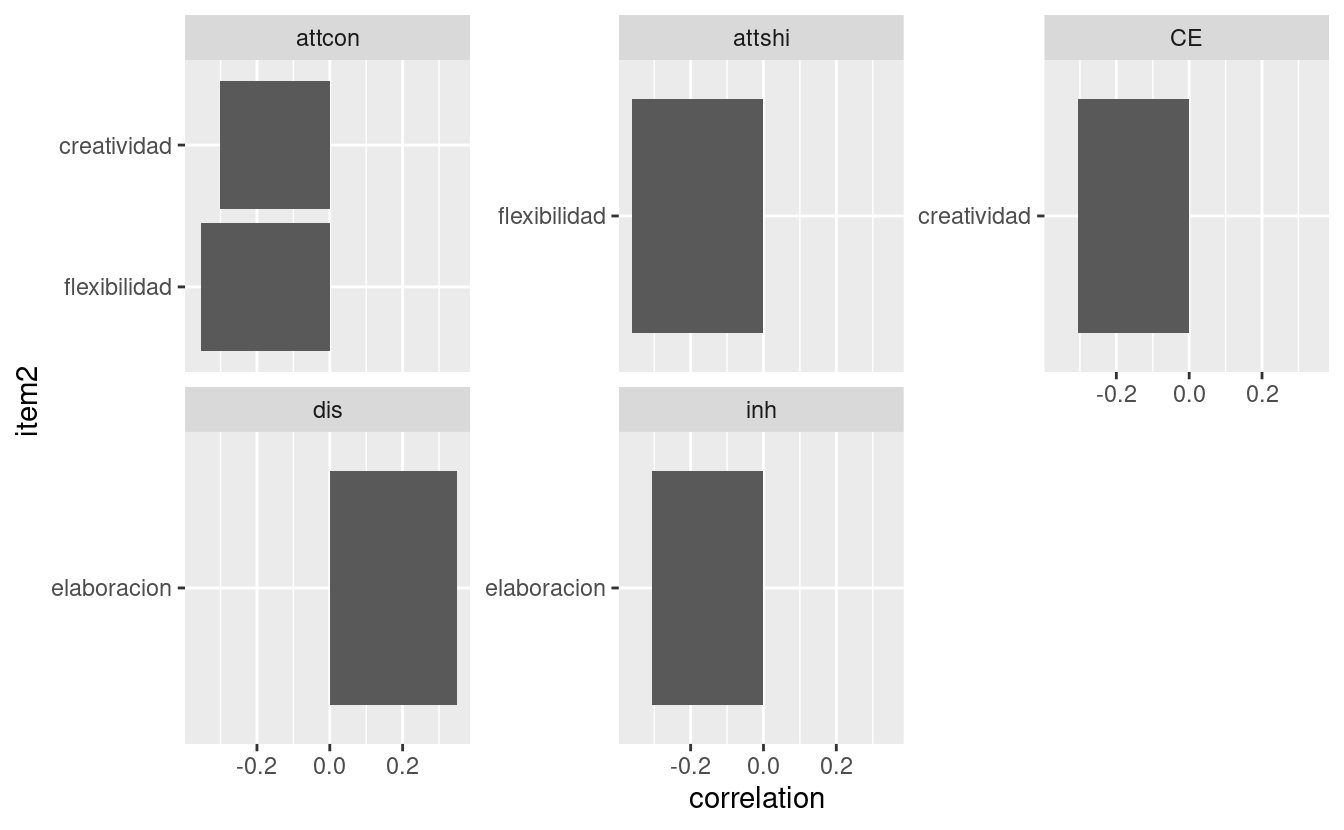 attcon
attshi
CE
creatividad
flexibilidad
flexibilidad
creatividad
-0.2 0.0 0.2
item2
dis
inh
elaboracion
elaboracion
-0.2 0.0 0.2
-0.2 0.0 0.2
correlation